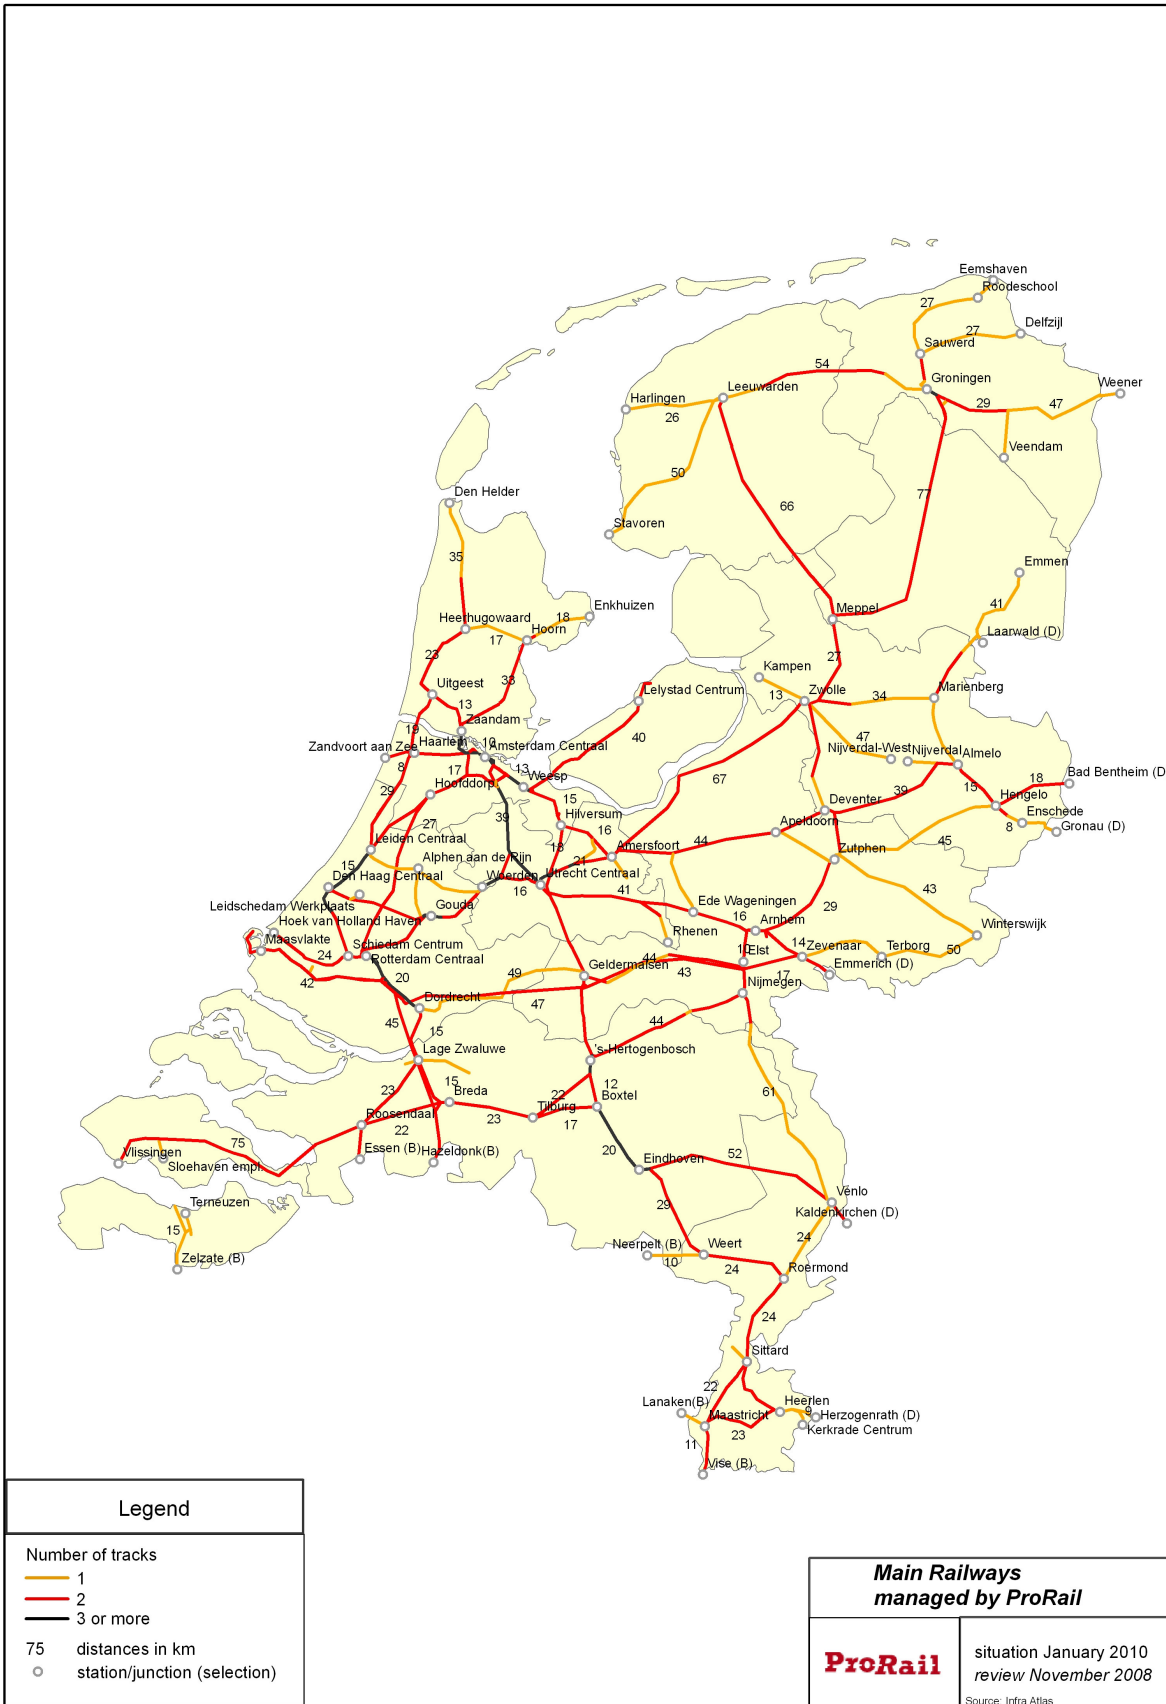 Eemshaven
Roodeschool
27
Delfzijl
27
Sauwerd
54
Groningen
Weener
Leeuwarden
Harlingen
29
47
26
Veendam
50
Den Helder
77
66
Stavoren
35
Emmen
41
Enkhuizen
Meppel
Heerhugowaard
18
Hoorn
Laarwald (D)
17
23
27
Kampen
33
Uitgeest
Lelystad Centrum
Zwolle
34
Mariënberg
13
13
Zaandam
19
40
47
Zandvoort aan Zee
Haarlem
10
Amsterdam Centraal
Nijverdal-West
Nijverdal
Almelo
8
17
13
Weesp
67
Bad Bentheim (D
18
29
Hoofddorp
39
15
Hengelo
15
Deventer
Enschede
39
Hilversum
27
16
Apeldoorn
8
Gronau (D)
Leiden Centraal
44
45
18
Amersfoort
Zutphen
15
Alphen aan de Rijn
21
Den Haag Centraal
Woerden
Utrecht Centraal
16
41
43
Leidschedam Werkplaats
Gouda
Ede Wageningen
29
Hoek van Holland Haven
16
Arnhem
Winterswijk
Maasvlakte
Schiedam Centrum
Rhenen
14
Zevenaar
Terborg
50
24
Rotterdam Centraal
44
Elst
Emmerich (D)
Geldermalsen
43
17
42
20
49
Nijmegen
Dordrecht
47
45
15
44
Lage Zwaluwe
's-Hertogenbosch
15
12
23
Breda
22
61
Boxtel
Roosendaal
Tilburg
23
17
22
75
Essen (B)
Hazeldonk(B)
20
52
Vlissingen
Sloehaven empl.
Eindhoven
Terneuzen
29
Venlo
Kaldenkirchen (D)
15
Neerpelt (B)
Weert
24
Zelzate (B)
10
24
Roermond
24
Sittard
22
Lanaken(B)
Heerlen
Maastricht
9
Herzogenrath (D)
23
Kerkrade Centrum
11
Vise (B)
Legend
Number of tracks
1
2
3 or more
75 distances in km
station/junction (selection)
Main Railways
managed by ProRail
ProRail
situation January 2010
review November 2008
Source: Infra Atlas